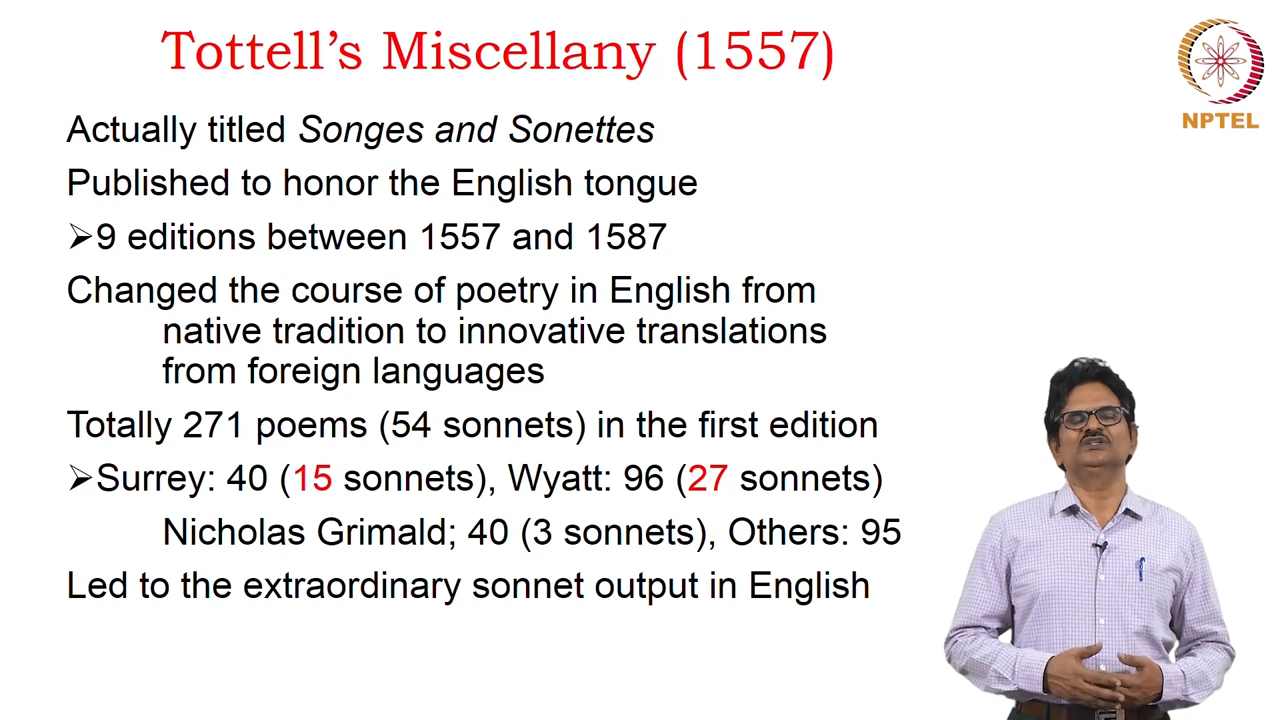 Tottell’s Miscellany (1557)
NPTEL
Actually titled Songes and Sonettes
Published to honor the English tongue
➢9 editions between 1557 and 1587
Changed the course of poetry in English from
native tradition to innovative translations
from foreign languages
Totally 271 poems (54 sonnets) in the first edition
➢Surrey: 40 (15 sonnets), Wyatt: 96 (27 sonnets)
Nicholas Grimald; 40 (3 sonnets), Others: 95
Led to the extraordinary sonnet output in English